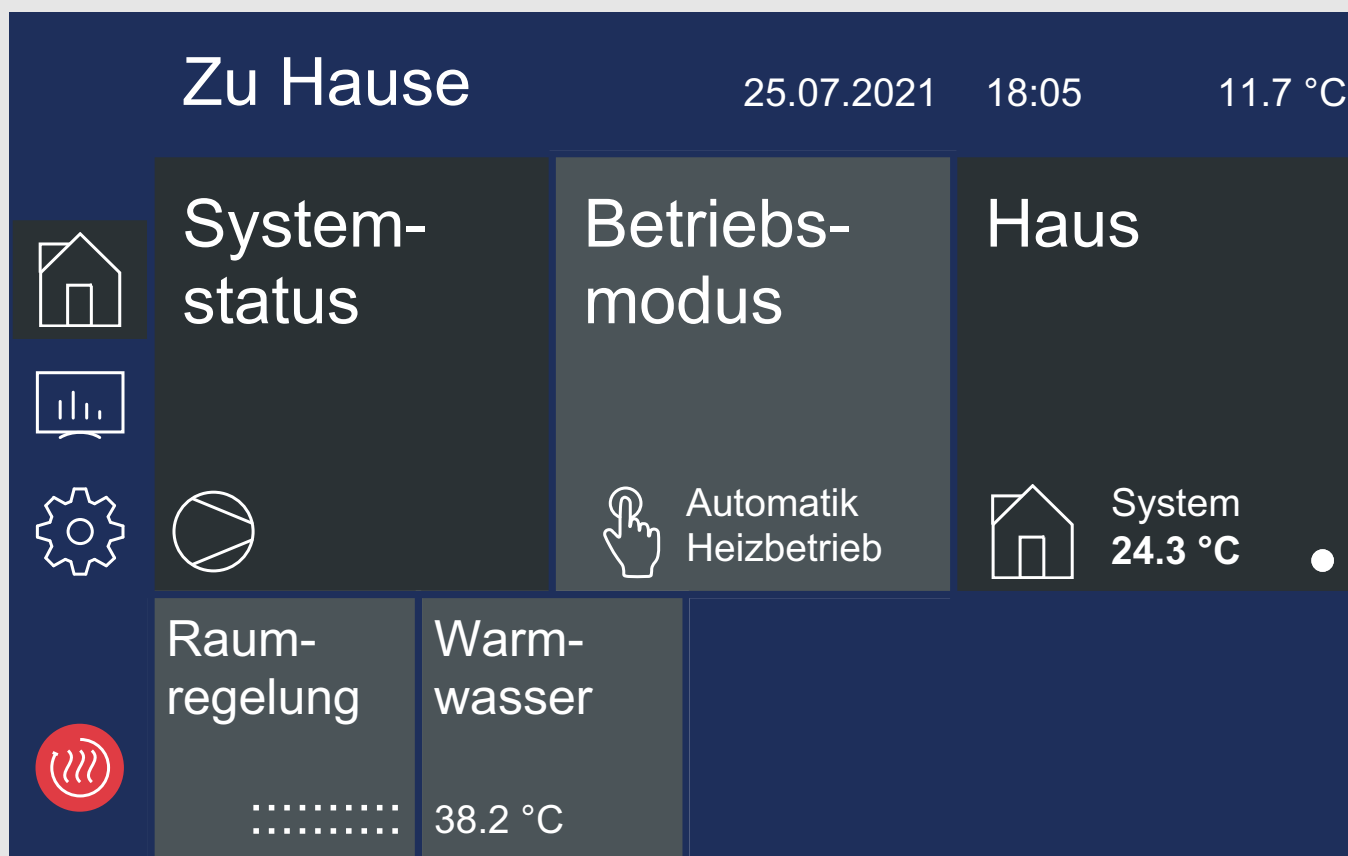 Zu Hause
25.07.2021 18:05 11.7 °C
System-
status
Betriebs-
modus
Automatik
Heizbetrieb
Haus
System
24.3 °C
Raum-
regelung
Warm-
wasser
38.2 °C